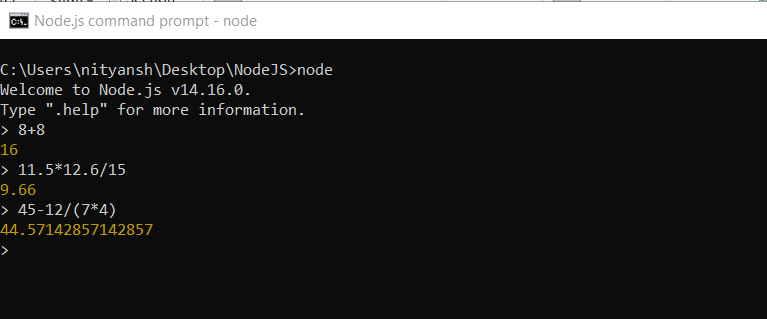 Node.js command prompt - node
C:\Users\nityansh\Desktop\NodeJS>node
Welcome to Node.js v14.16.0.
Type ".help" for more information.
> 8+8
16
> 11.5*12.6/15
9.66
> 45-12/(7*4)
44.57142857142857
>